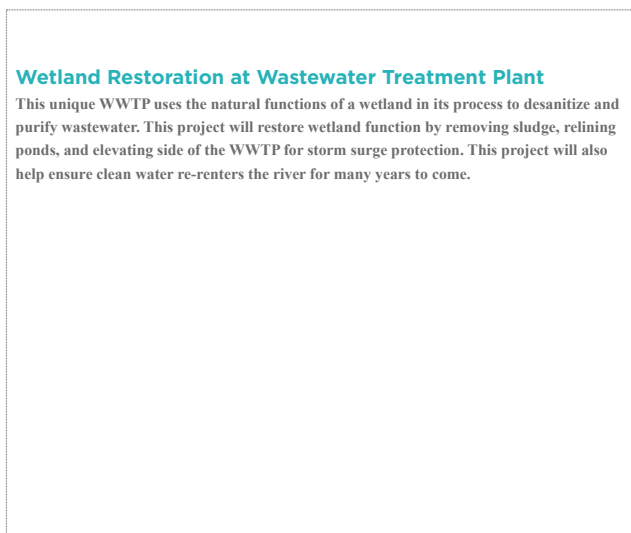 Wetland Restoration at Wastewater Treatment Plant
This unique WWTP uses the natural functions of a wetland in its process to desanitize and
purify wastewater. This project will restore wetland function by removing sludge, relining
ponds, and elevating side of the WWTP for storm surge protection. This project will also
help ensure clean water re-renters the river for many years to come.